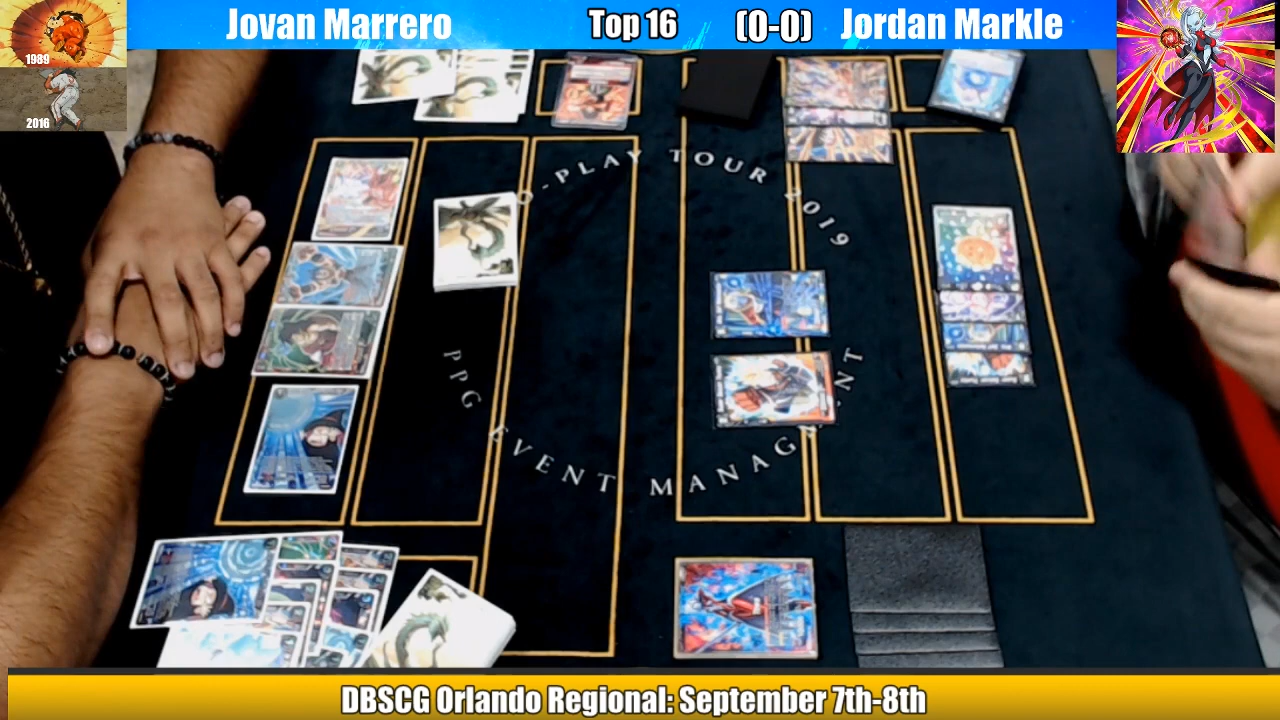 Jovan Marrero
Top 16
(0-0)
Jordan Markle
1989
2016
O-PLAY TOUR 2019
PPG EVENT MANAGEMENT
DBSCG Orlando Regional: September 7th-8th